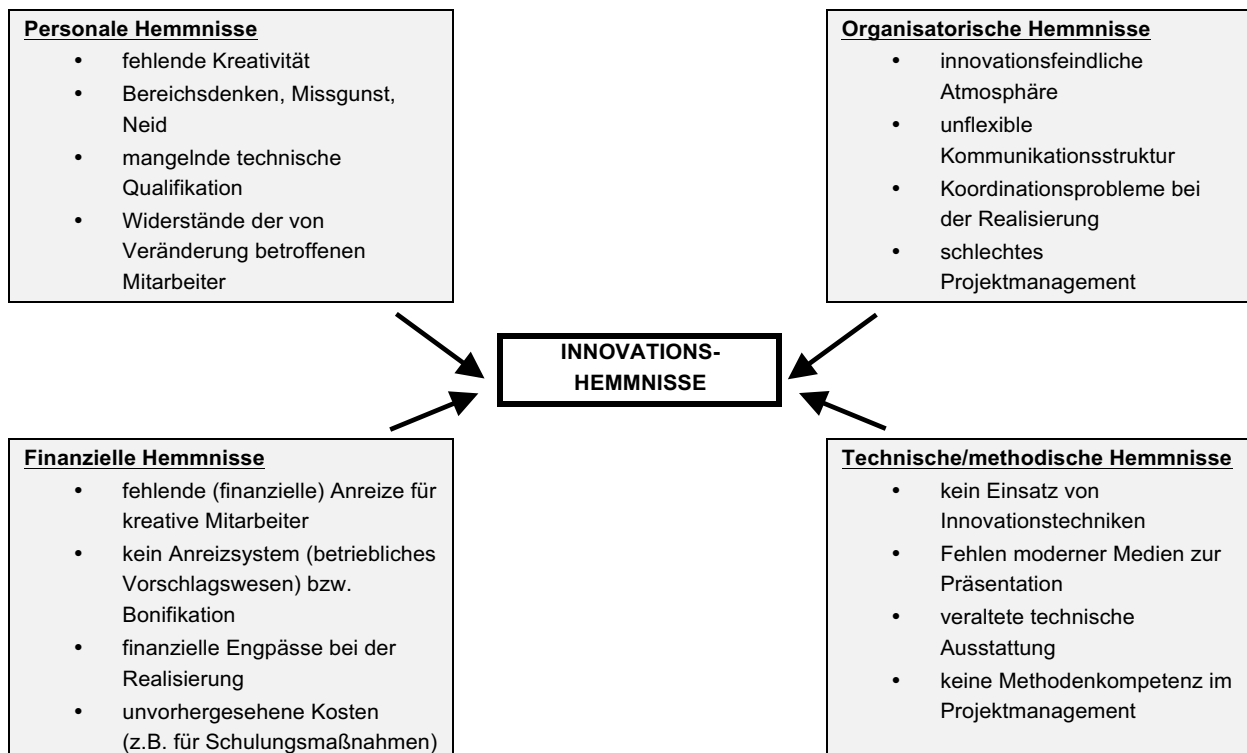 Personale Hemmnisse
• fehlende Kreativität
• Bereichsdenken, Missgunst,
Neid
• mangelnde technische
Qualifikation
• Widerstände der von
Veränderung betroffenen
Mitarbeiter
Organisatorische Hemmnisse
• innovationsfeindliche
Atmosphäre
• unflexible
Kommunikationsstruktur
• Koordinationsprobleme bei
der Realisierung
• schlechtes
Projektmanagement
INNOVATIONS-
HEMMNISSE
Finanzielle Hemmnisse
• fehlende (finanzielle) Anreize für
kreative Mitarbeiter
• kein Anreizsystem (betriebliches
Vorschlagswesen) bzw.
Bonifikation
• finanzielle Engpässe bei der
Realisierung
• unvorhergesehene Kosten
(z.B. für Schulungsmaßnahmen)
Technische/methodische Hemmnisse
• kein Einsatz von
Innovationstechniken
• Fehlen moderner Medien zur
Präsentation
• veraltete technische
Ausstattung
• keine Methodenkompetenz im
Projektmanagement